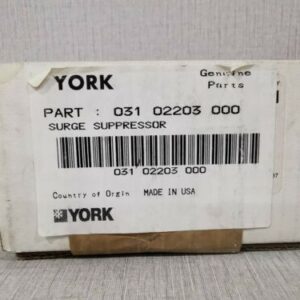 YORK
Genuine
Parts
PART : 031 02203 000
SURGE SUPPRESSOR
031 02203 000
Country of Orgin MADE IN USA
YORK